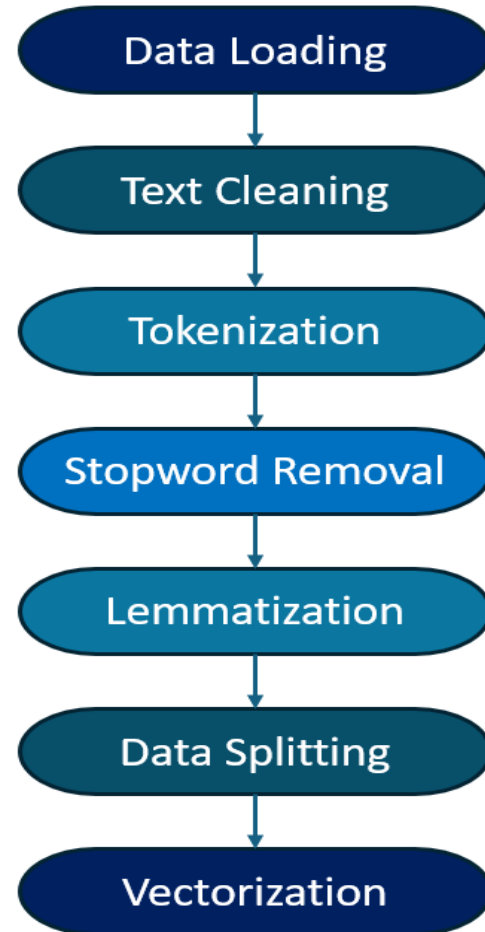 Data Loading
Text Cleaning
Tokenization
Stopword Removal
Lemmatization
Data Splitting
Vectorization